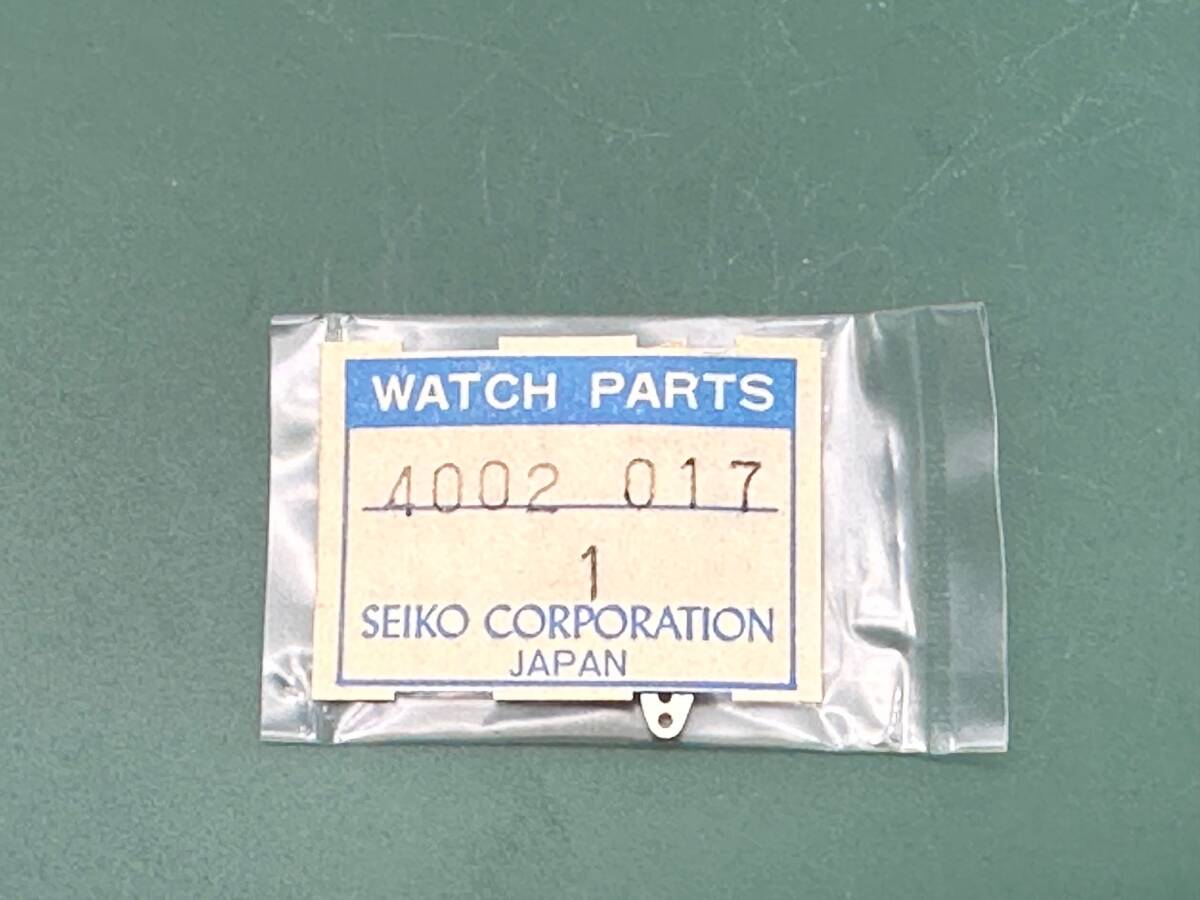 WATCH PARTS
4002 017
1
SEIKO CORPORATION
JAPAN